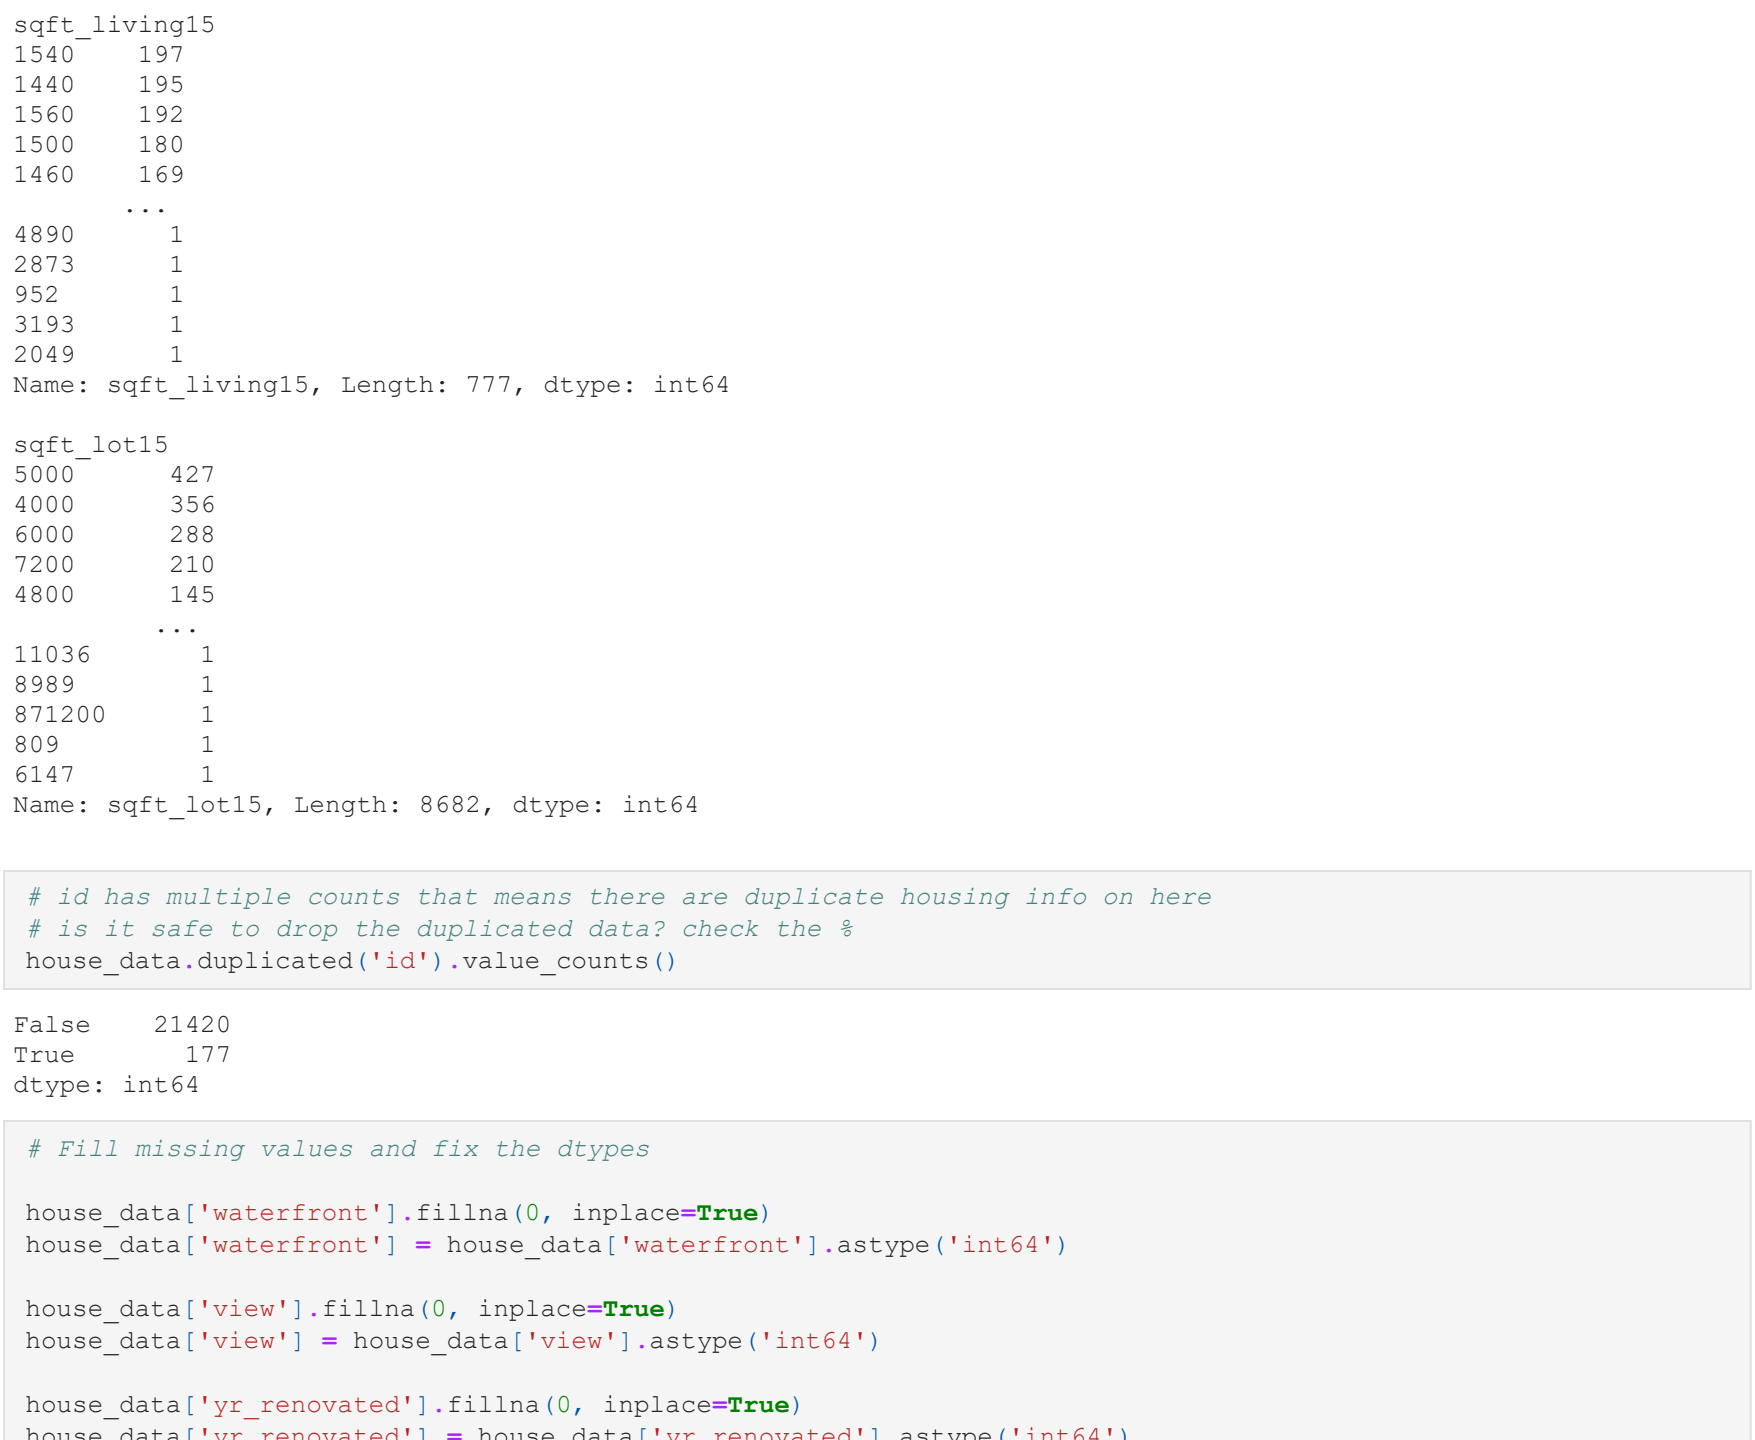 sqft_living15
1540    197
1440    195
1560    192
1500    180
1460    169
       ...
4890      1
2873      1
952       1
3193      1
2049      1
Name: sqft_living15, Length: 777, dtype: int64
sqft_lot15
5000      427
4000      356
6000      288
7200      210
4800      145
         ...
11036       1
8989        1
871200      1
809         1
6147        1
Name: sqft_lot15, Length: 8682, dtype: int64
# id has multiple counts that means there are duplicate housing info on here
# is it safe to drop the duplicated data? check the %
house_data.duplicated('id').value_counts()
False    21420
True       177
dtype: int64
# Fill missing values and fix the dtypes
house_data['waterfront'].fillna(0, inplace=True)
house_data['waterfront'] = house_data['waterfront'].astype('int64')
house_data['view'].fillna(0, inplace=True)
house_data['view'] = house_data['view'].astype('int64')
house_data['yr_renovated'].fillna(0, inplace=True)
house_data['yr_renovated'] = house_data['yr_renovated'].astype('int64')